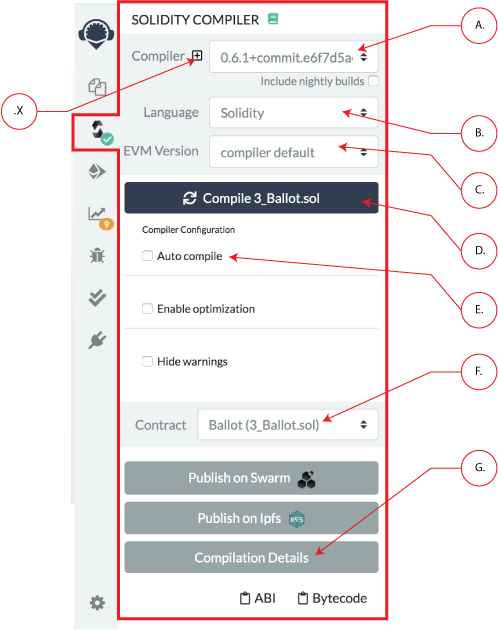 SOLIDITY COMPILER
A.
Compiler
0.6.1+commit.e6f7d5a
Include nightly builds
.X
Language
Solidity
B.
EVM Version
compiler default
C.
Compile 3_Ballot.sol
9
Compiler Configuration
D.
Auto compile
E.
Enable optimization
Hide warnings
F.
Contract
Ballot (3_Ballot.sol)
G.
Publish on Swarm
Publish on Ipfs
IPFS
Compilation Details
ABI
Bytecode